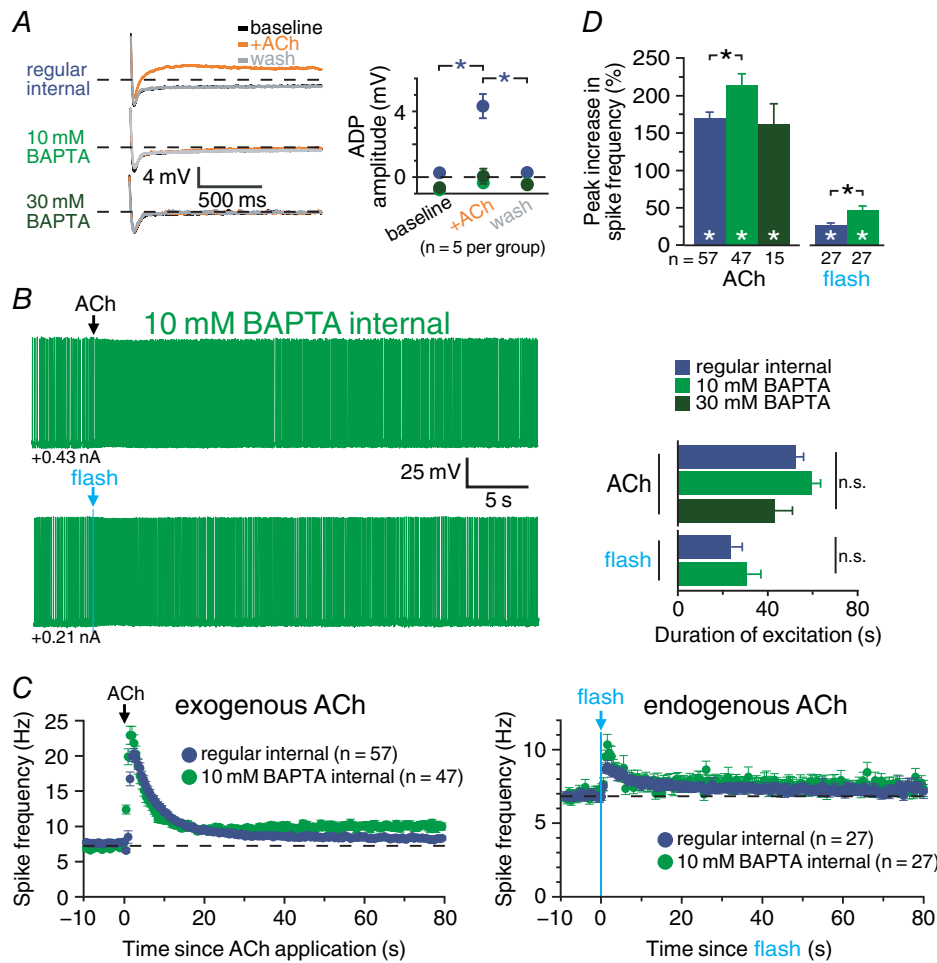 A
baseline
+ACh
wash
regular
internal
10 mM
BAPTA
30 mM
BAPTA
4 mV
500 ms
ADP
amplitude (mV)
4
0
baseline
+ACh
wash
(n = 5 per group)
*
*
D
Peak increase in
spike frequency (%)
250
200
150
100
50
0
*
*
* * *
* *
n = 57 47 15
27 27
ACh
flash
B
ACh
10 mM BAPTA internal
+0.43 nA
flash
25 mV
5 s
+0.21 nA
regular internal
10 mM BAPTA
30 mM BAPTA
ACh
n.s.
flash
n.s.
0 40 80
Duration of excitation (s)
C
ACh
exogenous ACh
Spike frequency (Hz)
25
20
15
10
5
0
regular internal (n = 57)
10 mM BAPTA internal (n = 47)
−10 0 20 40 60 80
Time since ACh application (s)
flash
endogenous ACh
Spike frequency (Hz)
10
5
0
regular internal (n = 27)
10 mM BAPTA internal (n = 27)
−10 0 20 40 60 80
Time since flash (s)